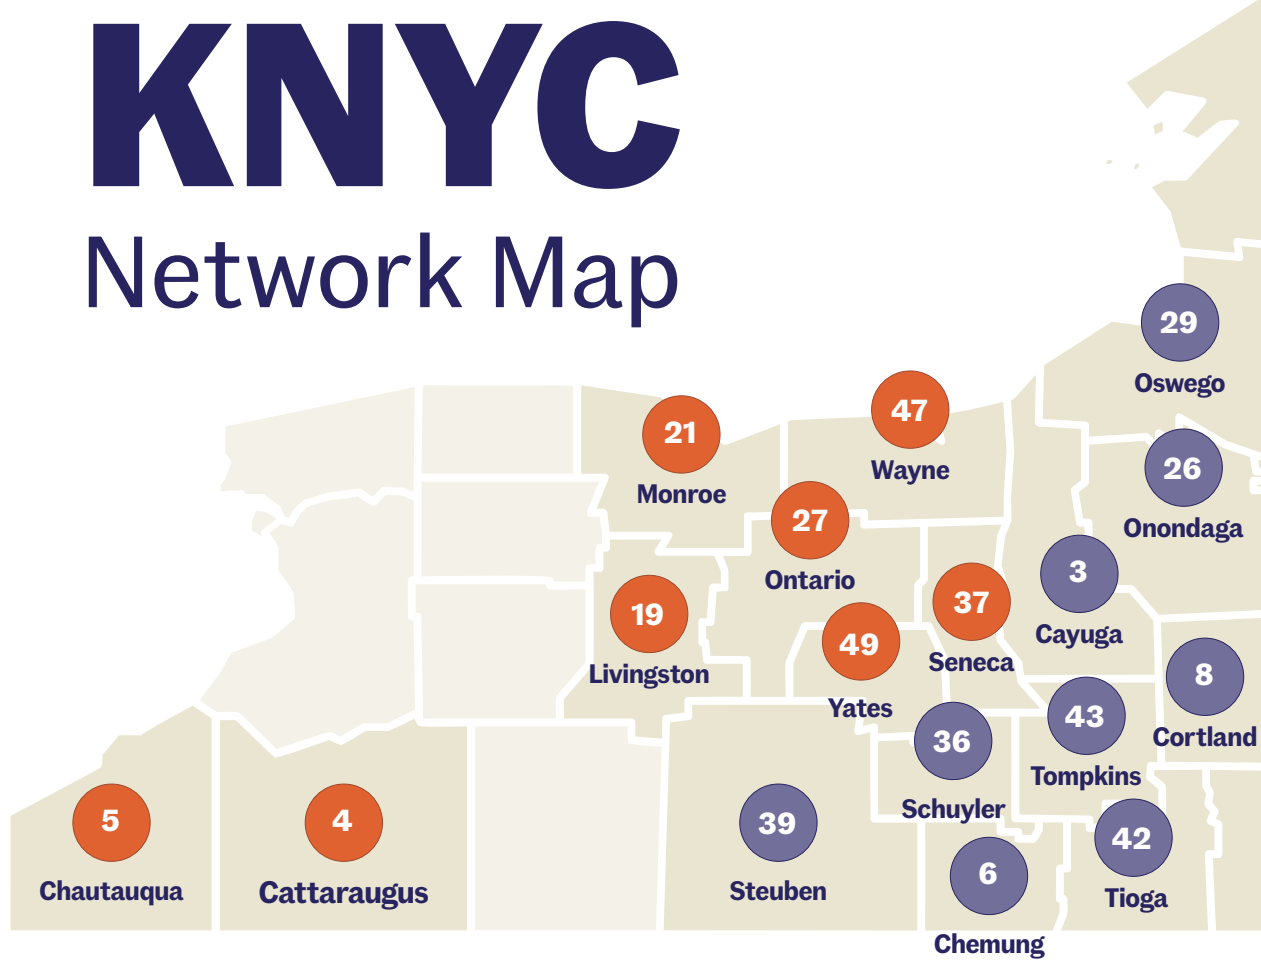 KNYC
Network Map
29
Oswego
47
Wayne
21
Monroe
26
Onondaga
27
Ontario
3
Cayuga
37
Seneca
19
Livingston
49
Yates
8
Cortland
43
Tompkins
36
Schuyler
5
Chautauqua
4
Cattaraugus
39
Steuben
42
Tioga
6
Chemung